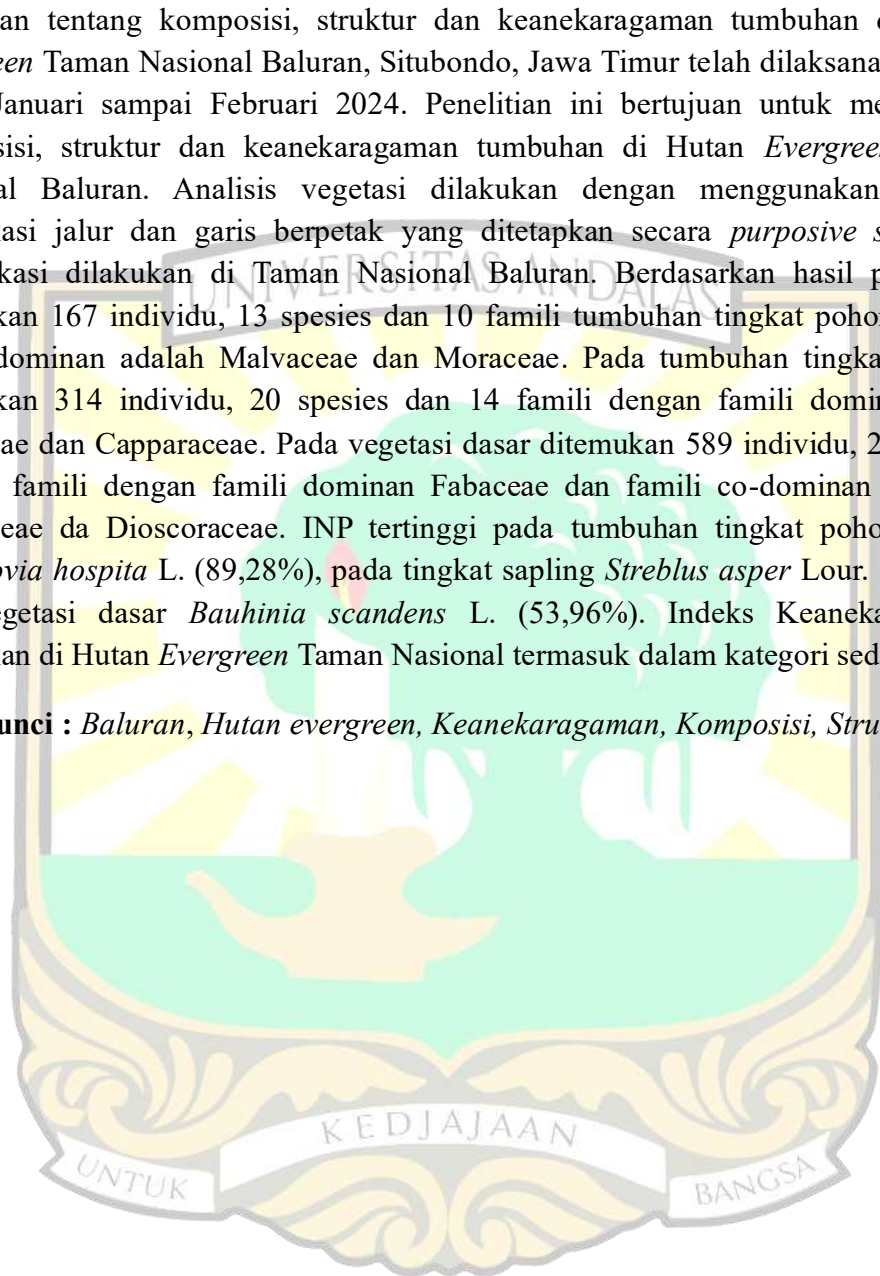 an tentang komposisi, struktur dan keanekaragaman tumbuhan
een Taman Nasional Baluran, Situbondo, Jawa Timur telah dilaksana
Januari sampai Februari 2024. Penelitian ini bertujuan untuk me
sisi, struktur dan keanekaragaman tumbuhan di Hutan Evergreen
al Baluran. Analisis vegetasi dilakukan dengan menggunakan
asi jalur dan garis berpetak yang ditetapkan secara purposive s
kasi dilakukan di Taman Nasional Baluran. Berdasarkan hasil p
kan 167 individu, 13 spesies dan 10 famili tumbuhan tingkat poho
dominan adalah Malvaceae dan Moraceae. Pada tumbuhan tingka
kan 314 individu, 20 spesies dan 14 famili dengan famili domin
ae dan Capparaceae. Pada vegetasi dasar ditemukan 589 individu, 2
famili dengan famili dominan Fabaceae dan famili co-dominan
eae da Dioscoraceae. INP tertinggi pada tumbuhan tingkat poho
ovia hospita L. (89,28%), pada tingkat sapling Streblus asper Lour.
egetasi dasar Bauhinia scandens L. (53,96%). Indeks Keaneka
an di Hutan Evergreen Taman Nasional termasuk dalam kategori sed
unci : Baluran, Hutan evergreen, Keanekaragaman, Komposisi, Stru
UNIVERSITAS ANDALAS
KEDJAJAAN
UNTUK
BANGSA